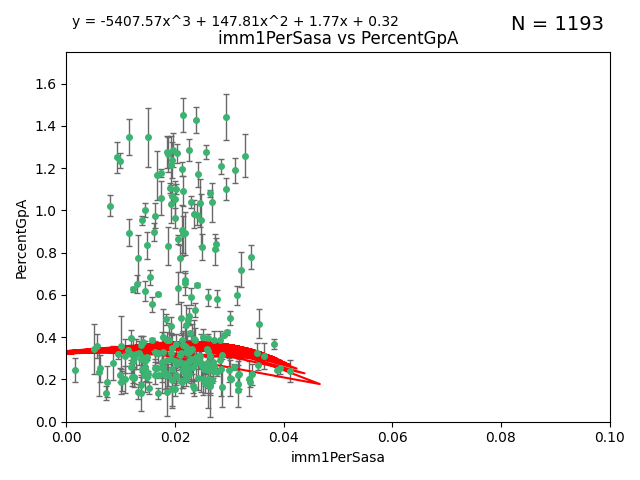 y = -5407.57x^3 + 147.81x^2 + 1.77x + 0.32
N = 1193
imm1PerSasa vs PercentGpA
1.6
1.4
1.2
1.0
0.8
0.6
0.4
0.2
0.0
PercentGpA
0.00 0.02 0.04 0.06 0.08 0.10
imm1PerSasa